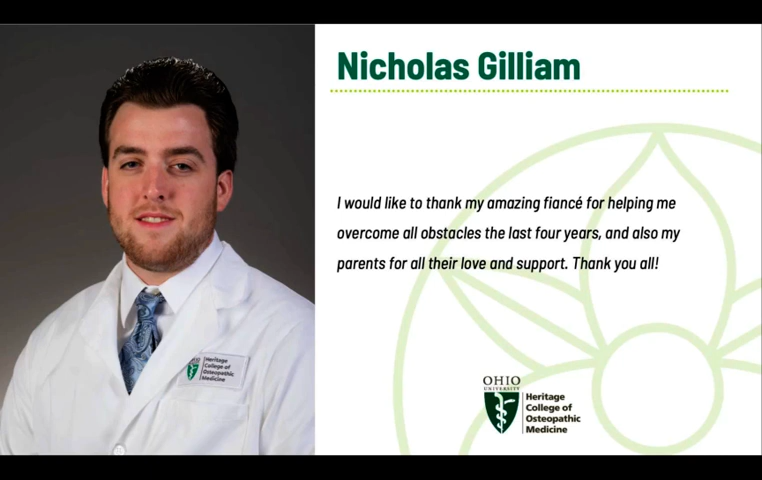 Nicholas Gilliam
I would like to thank my amazing fiancé for helping me
overcome all obstacles the last four years, and also my
parents for all their love and support. Thank you all!
Heritage
College of
Osteopathic
Medicine
OHIO
UNIVERSITY
Heritage
College of
Osteopathic
Medicine